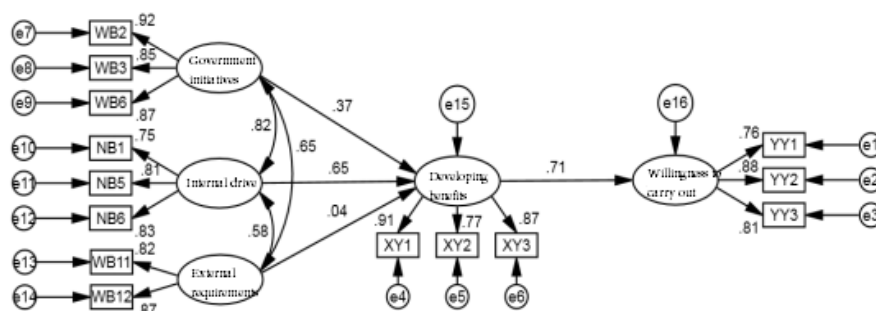 e7
WB2
.92
e8
WB3
.85
e9
WB6
.87
Government
initiatives
e10
NB1
.75
e11
NB5
.81
e12
NB6
.83
Internal drive
e13
WB11
.82
e14
WB12
.87
External
requirements
.82
.65
.58
.37
.65
.04
e15
Developing
benefits
.91
.77
.87
XY1
XY2
XY3
e4
e5
e6
.71
e16
Willingness to
carry out
.76
YY1
e1
.88
YY2
e2
.81
YY3
e3